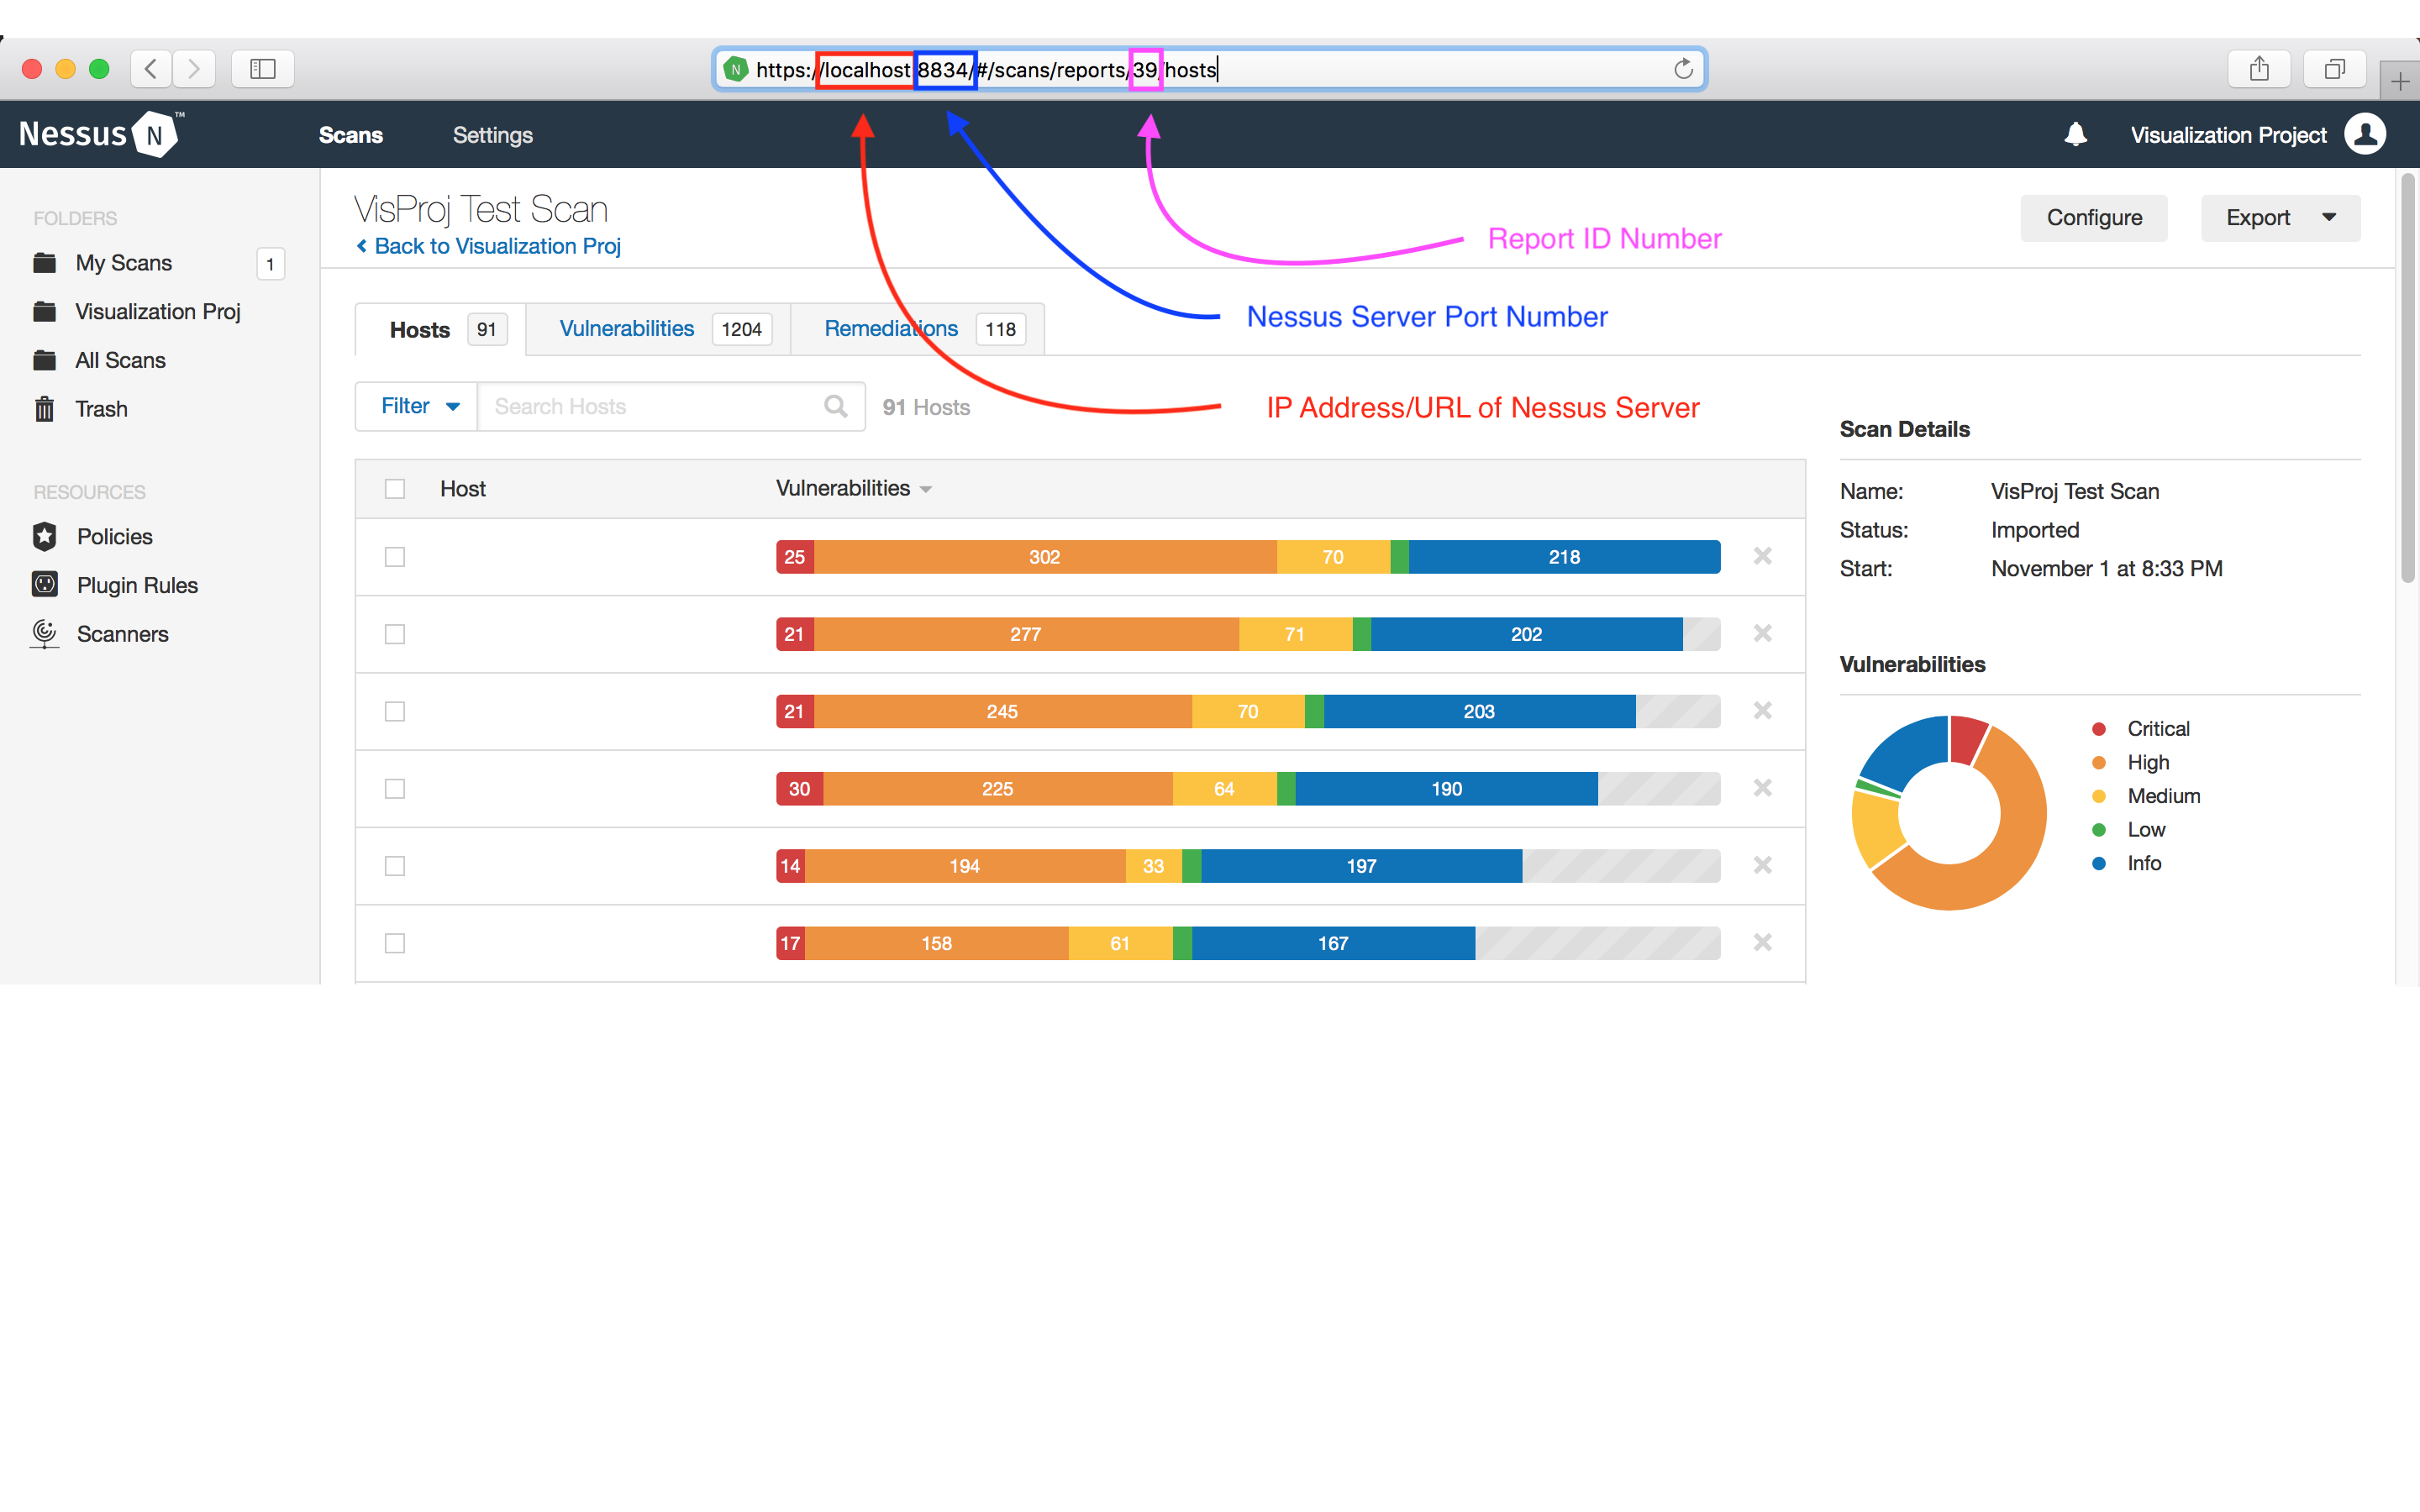 https://localhost:8834/#/scans/reports/39/hosts
Nessus N ™
Scans
Settings
Visualization Project
FOLDERS
My Scans 1
Visualization Proj
All Scans
Trash
RESOURCES
Policies
Plugin Rules
Scanners
VisProj Test Scan
Back to Visualization Proj
Configure
Export
Report ID Number
Nessus Server Port Number
IP Address/URL of Nessus Server
Hosts 91
Vulnerabilities 1204
Remediations 118
Filter
Search Hosts
91 Hosts
Host Vulnerabilities
25 302 70 218
21 277 71 202
21 245 70 203
30 225 64 190
14 194 33 197
17 158 61 167
Scan Details
Name: VisProj Test Scan
Status: Imported
Start: November 1 at 8:33 PM
Vulnerabilities
Critical
High
Medium
Low
Info